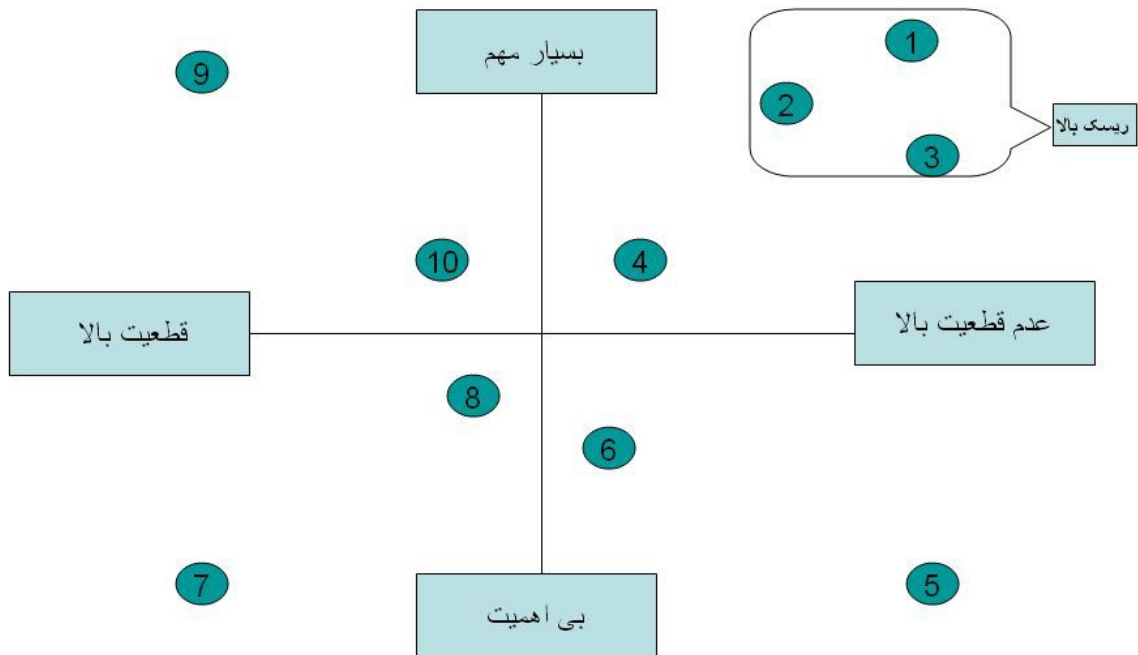 بسیار مهم
1
9
2
ریسک بالا
3
10
4
عدم قطعیت بالا
قطعیت بالا
8
6
7
5
بی اهمیت